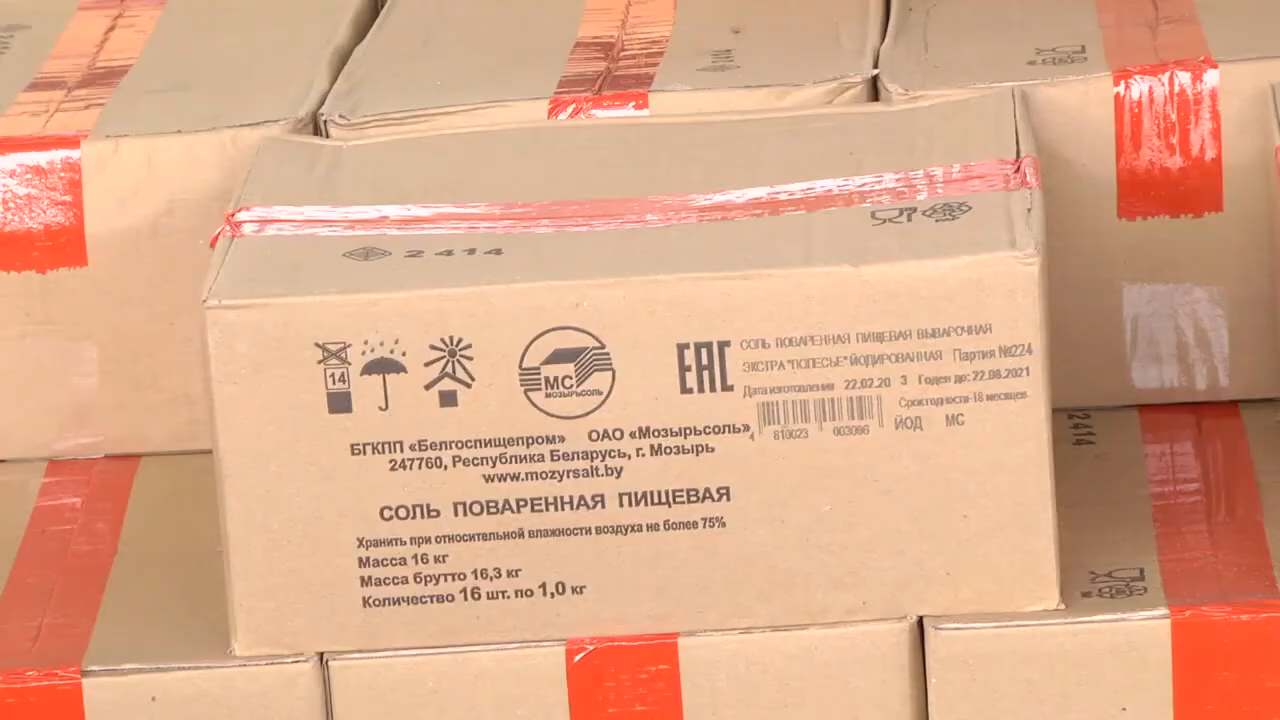 2414
14
МС
МОЗЫРЬСОЛЬ
EAC
СОЛЬ ПОВАРЕННАЯ ПИЩЕВАЯ ВЫВАРОЧНАЯ
ЭКСТРА "ПОЛЕСЬЕ" ЙОДИРОВАННАЯ Партия №224
Дата изготовления 22.02.20 3 Годен до: 22.08.2021
Срок годности-18 месяцев
4 810023 003066
ЙОД МС
БГКПП «Белгоспищепром» ОАО «Мозырьсоль»,
247760, Республика Беларусь, г. Мозырь
www.mozyrsalt.by
СОЛЬ ПОВАРЕННАЯ ПИЩЕВАЯ
Хранить при относительной влажности воздуха не более 75%
Масса 16 кг
Масса брутто 16,3 кг
Количество 16 шт. по 1,0 кг
2414